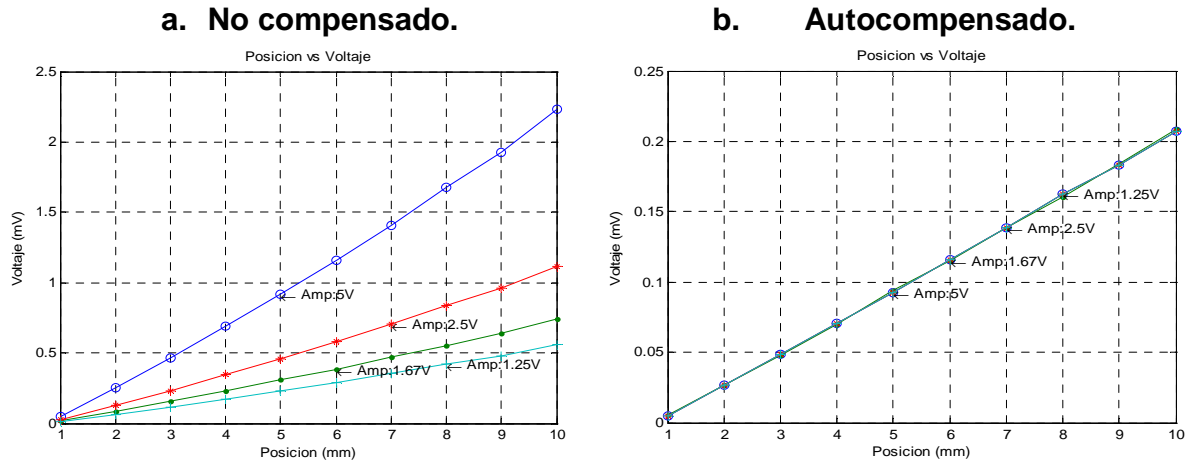 a. No compensado.
Posicion vs Voltaje
2.5
2
1.5
1
0.5
0
Voltaje (mV)
Amp:5V
Amp:2.5V
Amp:1.67V
Amp:1.25V
1 2 3 4 5 6 7 8 9 10
Posicion (mm)
b. Autocompensado.
Posicion vs Voltaje
0.25
0.2
0.15
0.1
0.05
0
Voltaje (mV)
Amp:1.25V
Amp:2.5V
Amp:1.67V
Amp:5V
1 2 3 4 5 6 7 8 9 10
Posicion (mm)